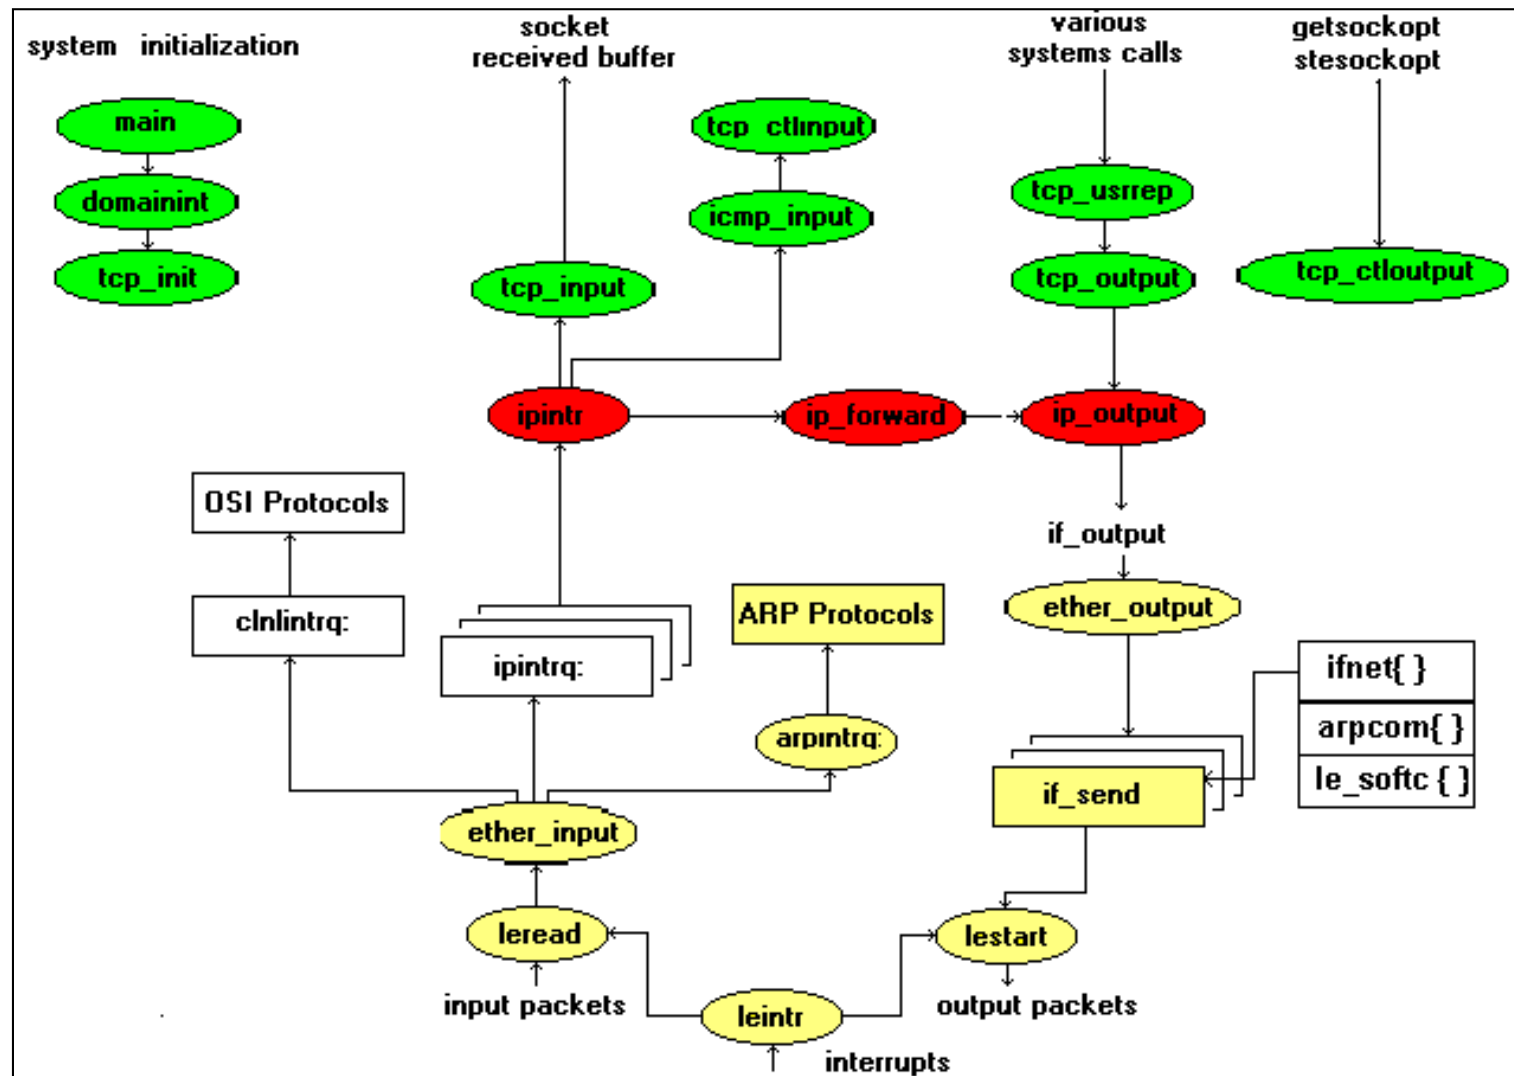 system initialization
socket
received buffer
various
systems calls
getsockopt
stesockopt
main
domainint
tcp_init
tcp_ctlinput
icmp_input
tcp_input
tcp_usrrep
tcp_output
tcp_ctloutput
ipintr
ip_forward
ip_output
OSI Protocols
clnlintrq:
ipintrq:
ARP Protocols
arpintrq:
if_output
ether_output
ifnet{ }
arpcom{ }
le_softc { }
if_send
ether_input
leread
lestart
input packets
leintr
output packets
interrupts